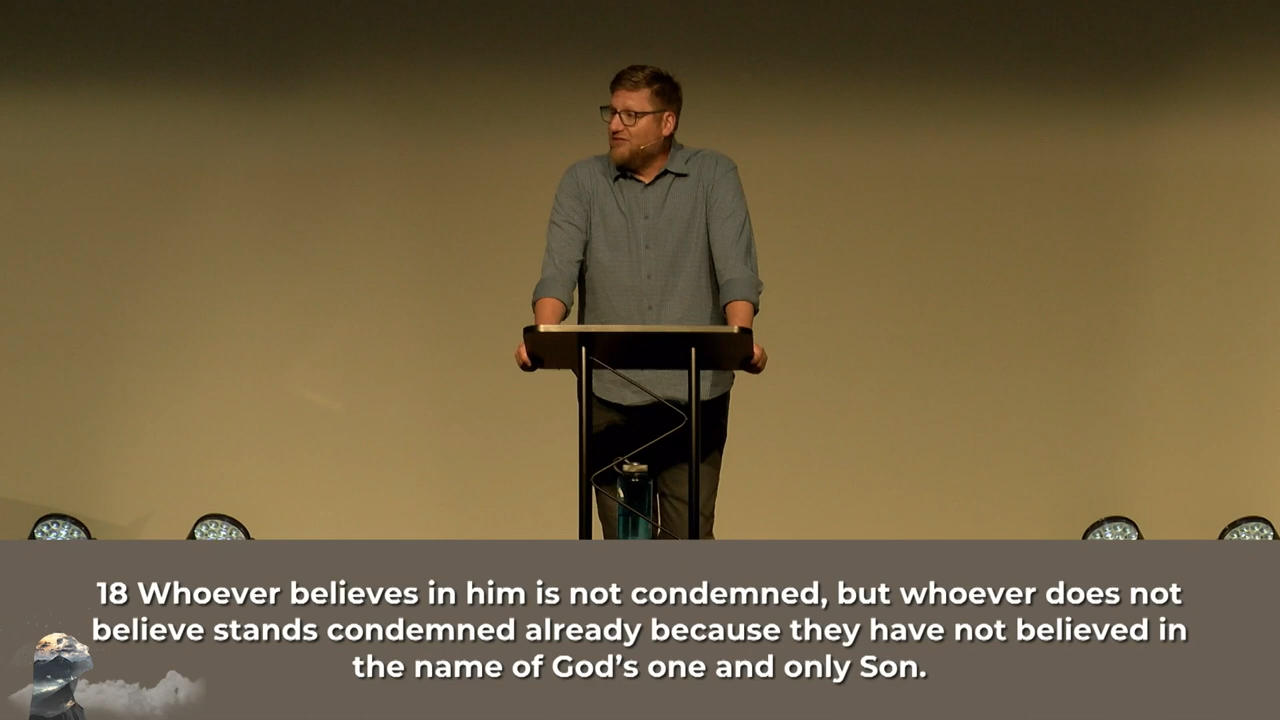 18 Whoever believes in him is not condemned, but whoever does not
believe stands condemned already because they have not believed in
the name of God’s one and only Son.